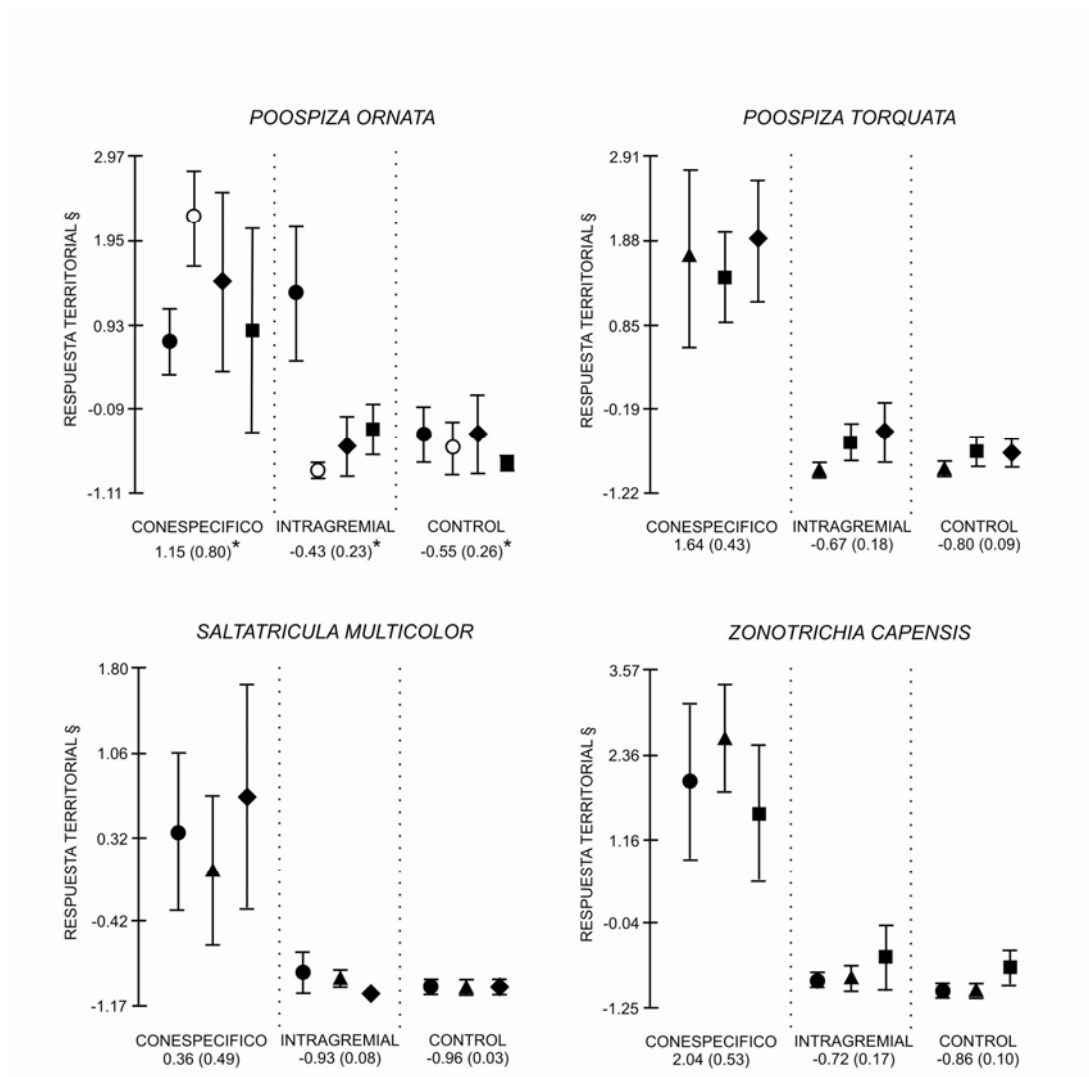 POOSPIZA ORNATA
RESPUESTA TERRITORIAL §
2.97
1.95
0.93
-0.09
-1.11
CONESPECIFICO INTRAGREMIAL CONTROL
1.15 (0.80)* -0.43 (0.23)* -0.55 (0.26)*
POOSPIZA TORQUATA
RESPUESTA TERRITORIAL §
2.91
1.88
0.85
-0.19
-1.22
CONESPECIFICO INTRAGREMIAL CONTROL
1.64 (0.43) -0.67 (0.18) -0.80 (0.09)
SALTATRICULA MULTICOLOR
RESPUESTA TERRITORIAL §
1.80
1.06
0.32
-0.42
-1.17
CONESPECIFICO INTRAGREMIAL CONTROL
0.36 (0.49) -0.93 (0.08) -0.96 (0.03)
ZONOTRICHIA CAPENSIS
RESPUESTA TERRITORIAL §
3.57
2.36
1.16
-0.04
-1.25
CONESPECIFICO INTRAGREMIAL CONTROL
2.04 (0.53) -0.72 (0.17) -0.86 (0.10)